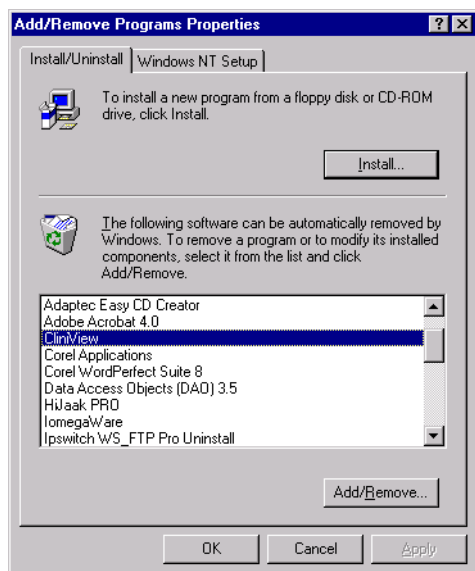 Add/Remove Programs Properties
Install/Uninstall
Windows NT Setup
To install a new program from a floppy disk or CD-ROM
drive, click Install.
Install...
The following software can be automatically removed by
Windows. To remove a program or to modify its installed
components, select it from the list and click
Add/Remove.
Adaptec Easy CD Creator
Adobe Acrobat 4.0
CliniView
Corel Applications
Corel WordPerfect Suite 8
Data Access Objects (DAO) 3.5
HiJaak PRO
IomegaWare
Ipswitch WS_FTP Pro Uninstall
Add/Remove...
OK
Cancel
Apply